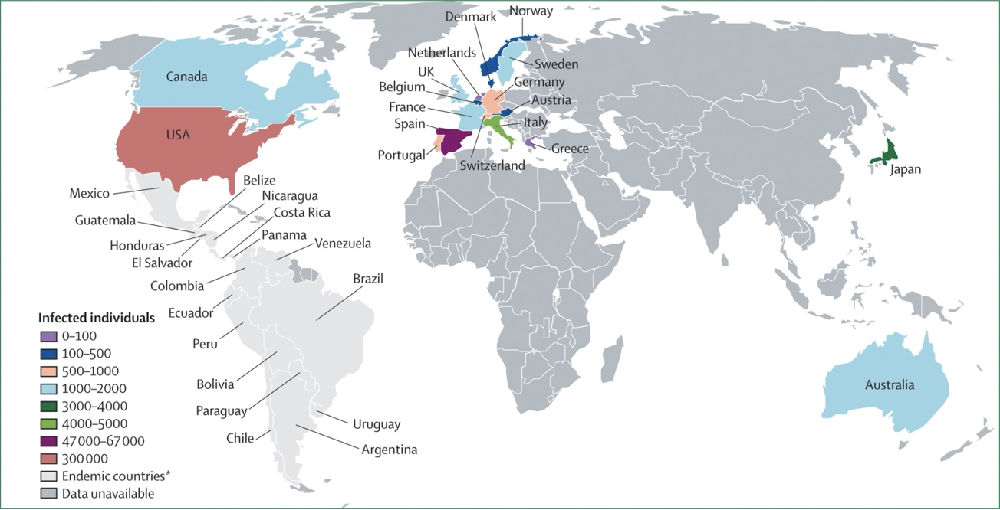 Norway
Denmark
Netherlands
Sweden
UK
Canada
Germany
Belgium
Austria
France
Spain
Italy
USA
Greece
Portugal
Switzerland
Japan
Belize
Mexico
Nicaragua
Costa Rica
Guatemala
Panama
Venezuela
Honduras
El Salvador
Brazil
Colombia
Ecuador
Infected individuals
0–100
Peru
100–500
500–1000
Bolivia
Australia
1000–2000
3000–4000
Paraguay
4000–5000
Uruguay
Chile
47 000–67 000
Argentina
300 000
Endemic countries*
Data unavailable